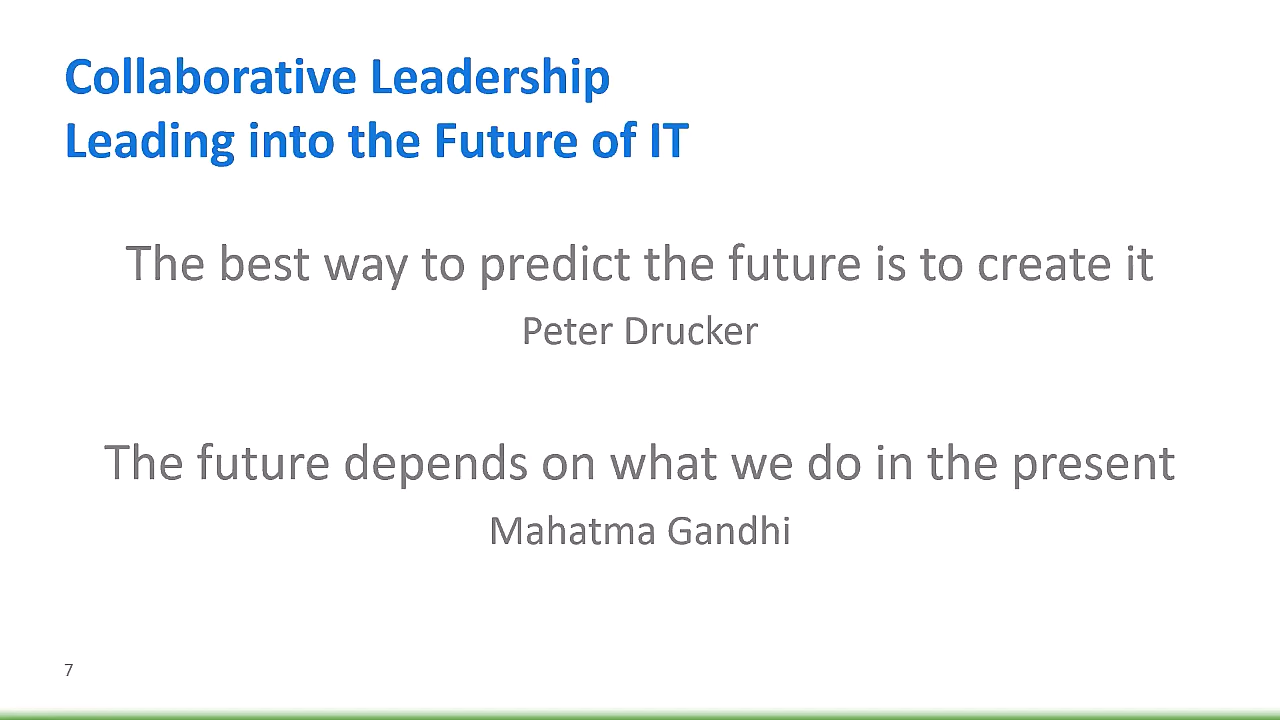 Collaborative Leadership
Leading into the Future of IT
The best way to predict the future is to create it
Peter Drucker
The future depends on what we do in the present
Mahatma Gandhi
7